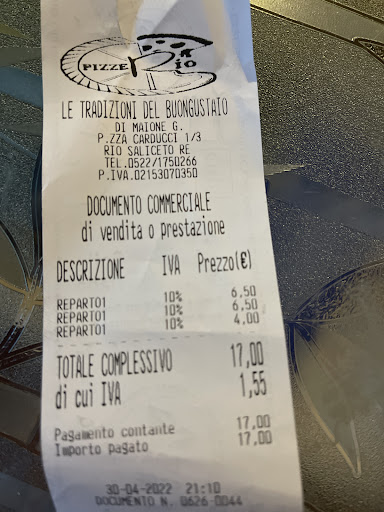 PIZZE Rio
LE TRADIZIONI DEL BUONGUSTAIO
DI MAIONE G.
P.ZZA CARDUCCI 1/3
RIO SALICETO RE
TEL.0522/1750266
P.IVA.02153070350
DOCUMENTO COMMERCIALE
di vendita o prestazione
DESCRIZIONE IVA Prezzo(€)
REPARTO1 10% 6,50
REPARTO1 10% 6,50
REPARTO1 10% 4,00
TOTALE COMPLESSIVO 17,00
di cui IVA 1,55
Pagamento contante 17,00
Importo pagato 17,00
30-04-2022 21:10
DOCUMENTO N. 0626-0044